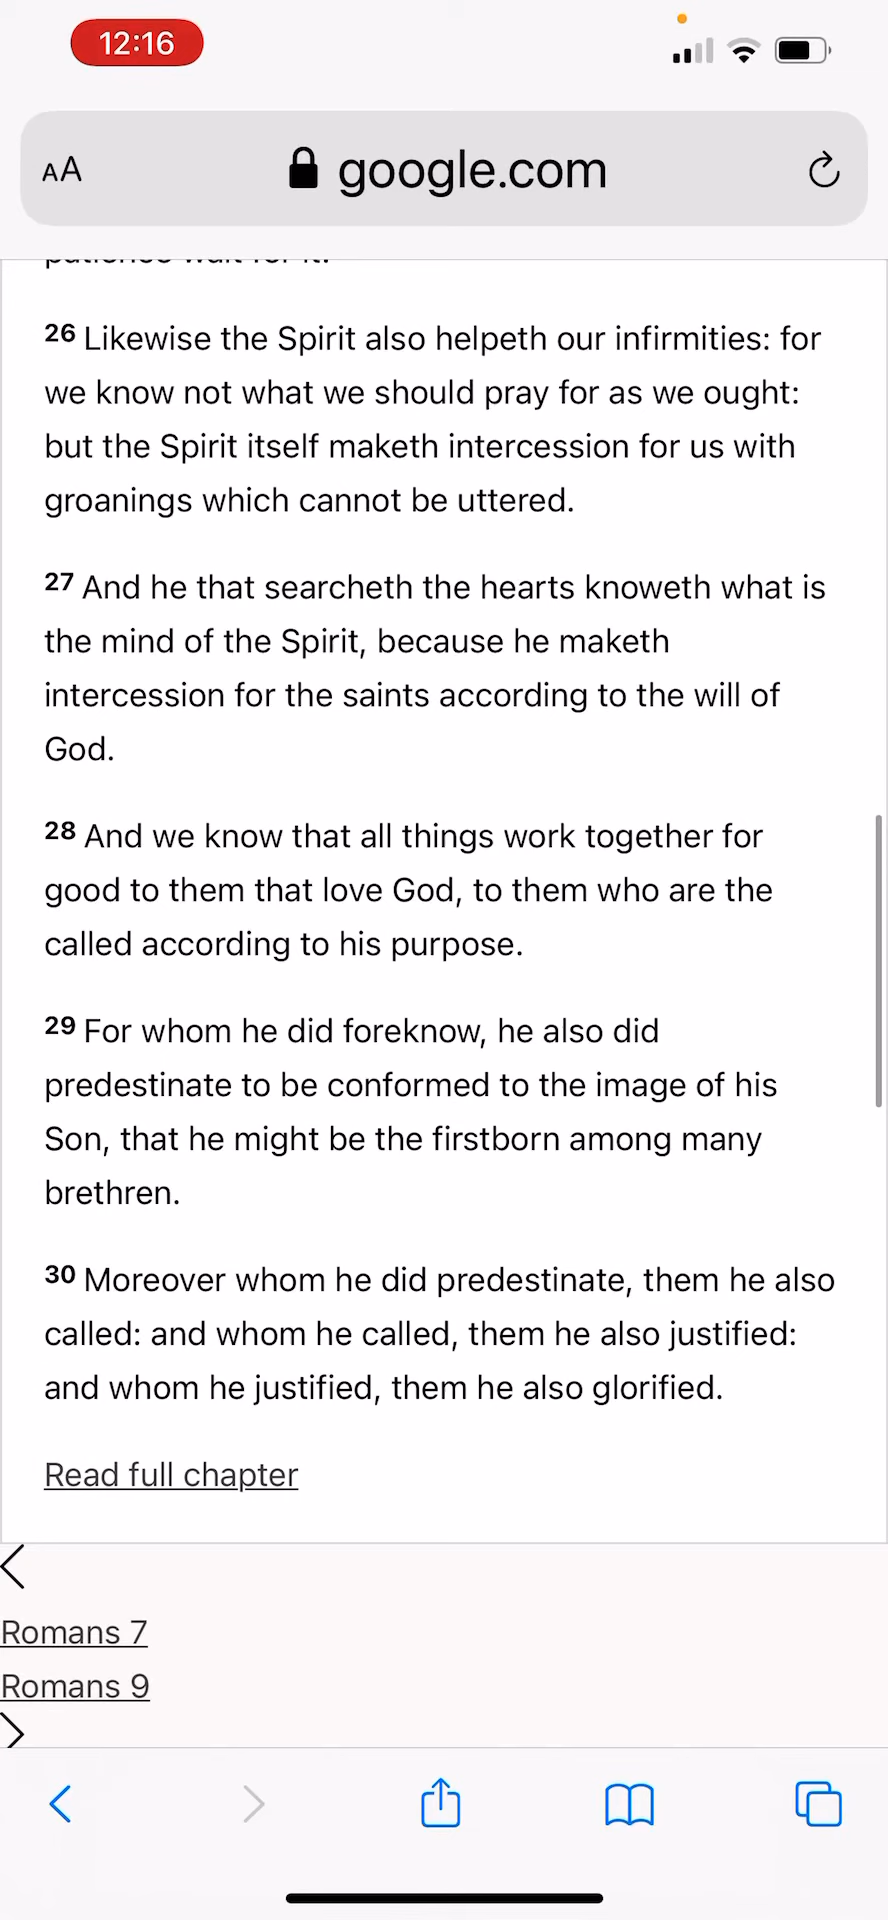 12:16
AA google.com
26 Likewise the Spirit also helpeth our infirmities: for
we know not what we should pray for as we ought:
but the Spirit itself maketh intercession for us with
groanings which cannot be uttered.
27 And he that searcheth the hearts knoweth what is
the mind of the Spirit, because he maketh
intercession for the saints according to the will of
God.
28 And we know that all things work together for
good to them that love God, to them who are the
called according to his purpose.
29 For whom he did foreknow, he also did
predestinate to be conformed to the image of his
Son, that he might be the firstborn among many
brethren.
30 Moreover whom he did predestinate, them he also
called: and whom he called, them he also justified:
and whom he justified, them he also glorified.
Read full chapter
Romans 7
Romans 9